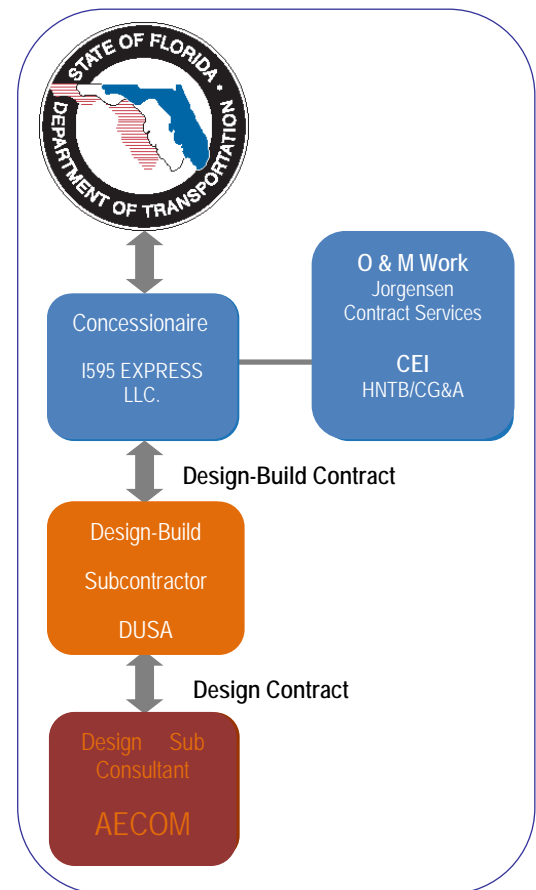 STATE OF FLORIDA •
DEPARTMENT OF TRANSPORTATION
O & M Work
Jorgensen
Contract Services
CEI
HNTB/CG&A
Concessionaire
I595 EXPRESS
LLC.
Design-Build Contract
Design-Build
Subcontractor
DUSA
Design Contract
Design Sub
Consultant
AECOM